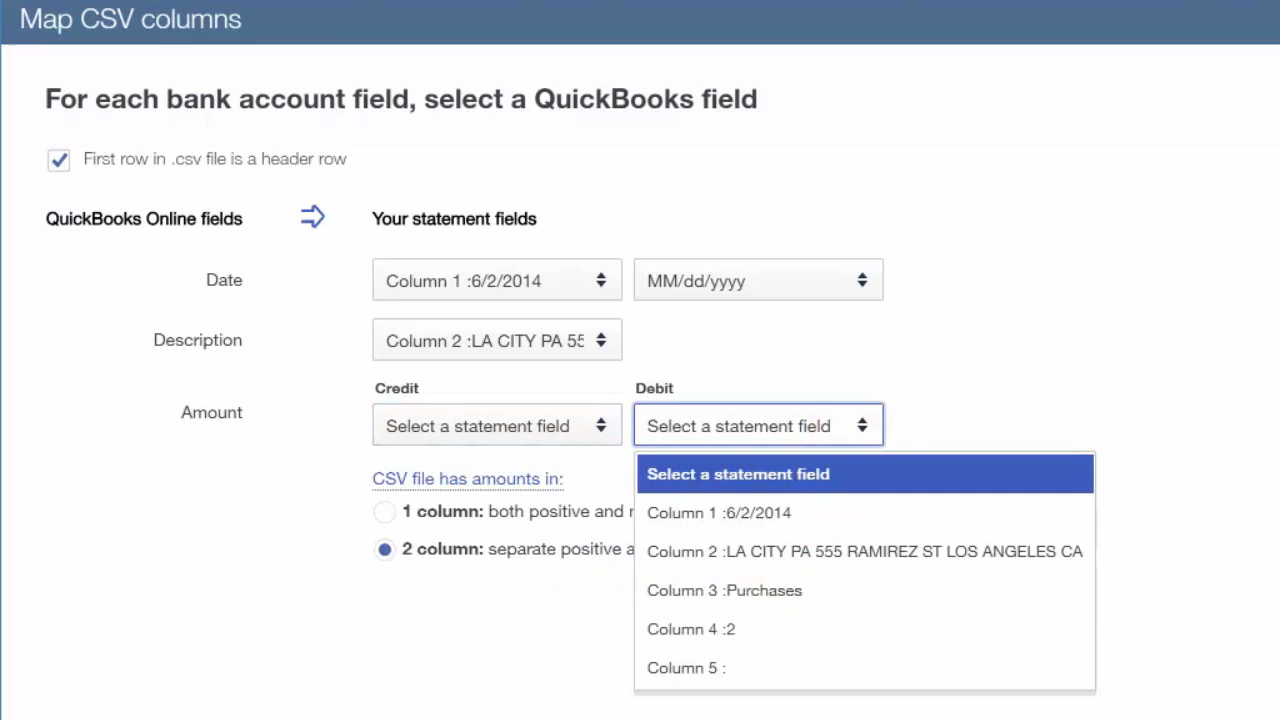 Map CSV columns
For each bank account field, select a QuickBooks field
First row in .csv file is a header row
QuickBooks Online fields Your statement fields
Date Column 1 :6/2/2014 MM/dd/yyyy
Description Column 2 :LA CITY PA 55
Credit Debit
Amount Select a statement field Select a statement field
CSV file has amounts in:
1 column: both positive and
2 column: separate positive
Select a statement field
Column 1 :6/2/2014
Column 2 :LA CITY PA 555 RAMIREZ ST LOS ANGELES CA
Column 3 :Purchases
Column 4 :2
Column 5 :